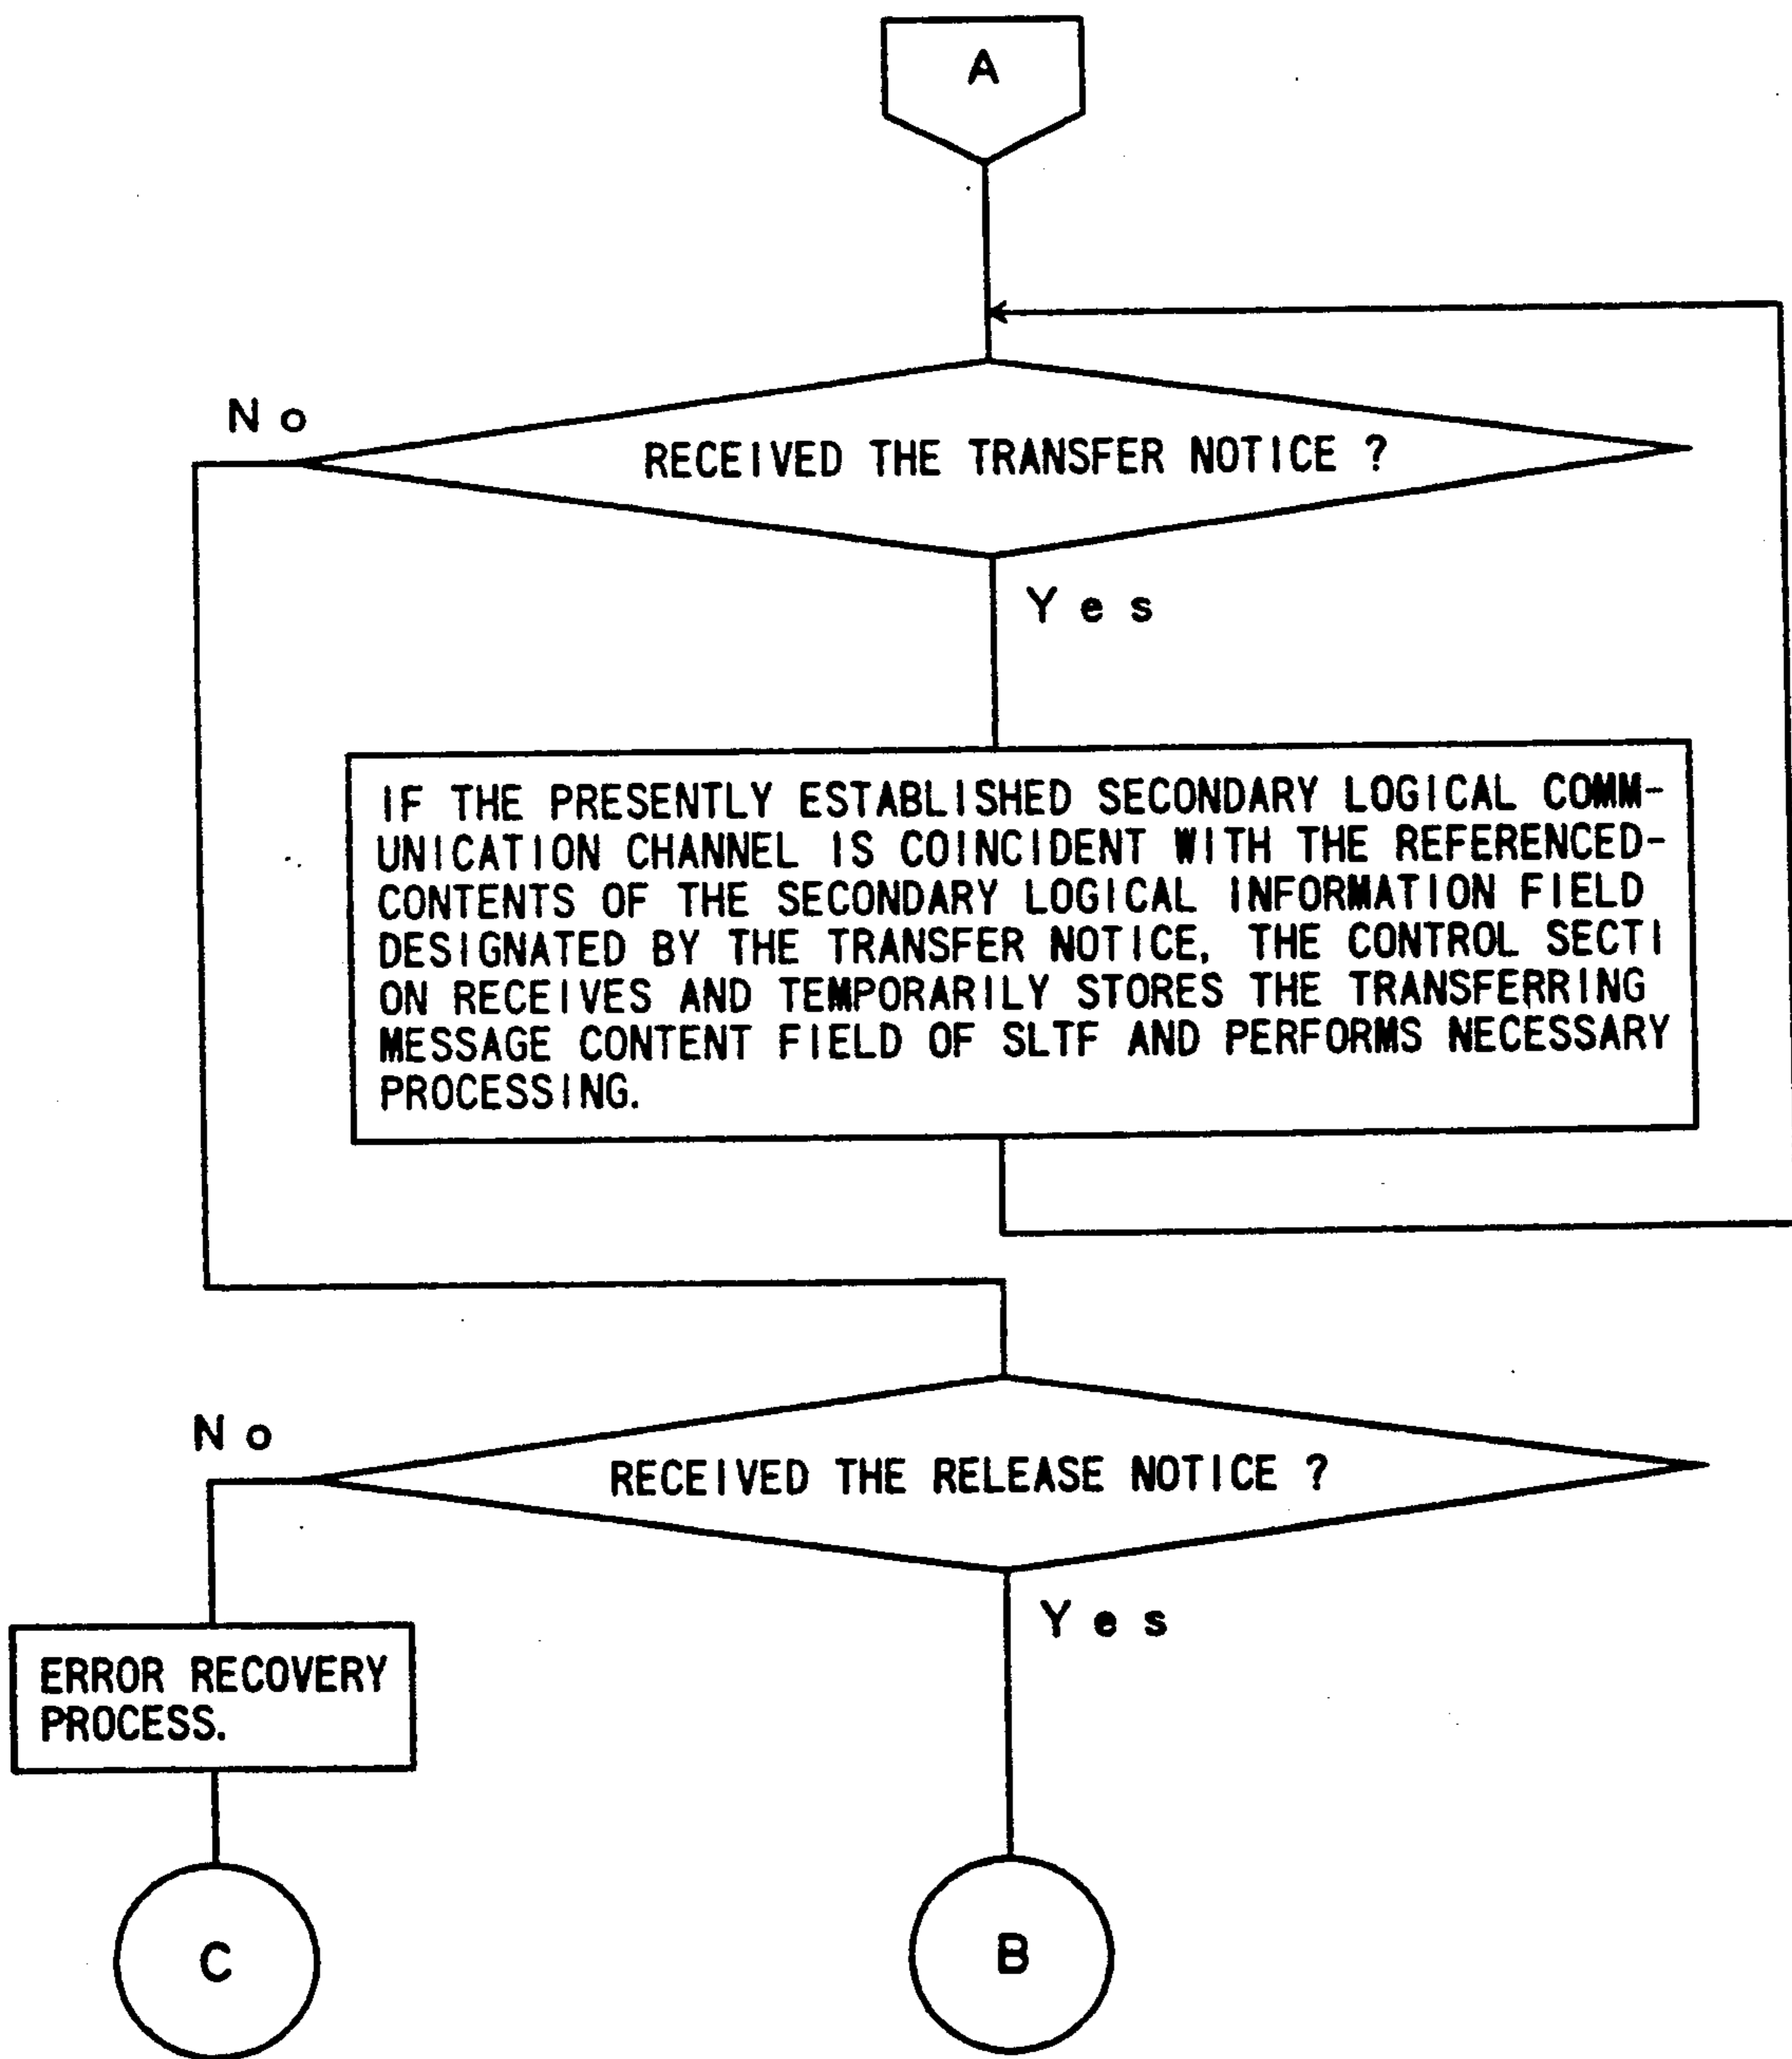 A
No
RECEIVED THE TRANSFER NOTICE ?
Yes
IF THE PRESENTLY ESTABLISHED SECONDARY LOGICAL COMM-
UNICATION CHANNEL IS COINCIDENT WITH THE REFERENCED-
CONTENTS OF THE SECONDARY LOGICAL INFORMATION FIELD
DESIGNATED BY THE TRANSFER NOTICE, THE CONTROL SECTI
ON RECEIVES AND TEMPORARILY STORES THE TRANSFERRING
MESSAGE CONTENT FIELD OF SLTF AND PERFORMS NECESSARY
PROCESSING.
No
RECEIVED THE RELEASE NOTICE ?
Yes
ERROR RECOVERY
PROCESS.
C
B